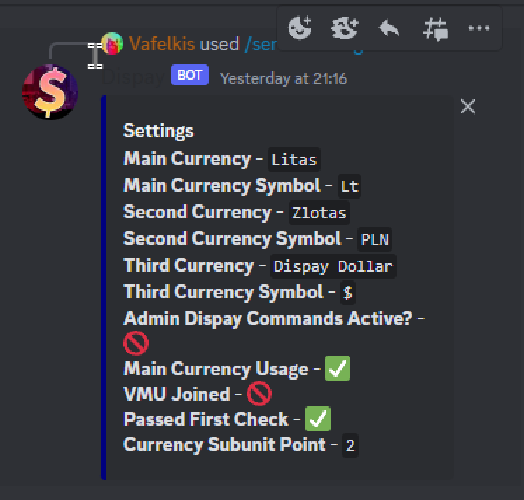 Vafelkis used /ser
Dispay BOT Yesterday at 21:16
Settings
Main Currency - Litas
Main Currency Symbol - Lt
Second Currency - Zlotas
Second Currency Symbol - PLN
Third Currency - Dispay Dollar
Third Currency Symbol - $
Admin Dispay Commands Active? -
Main Currency Usage -
VMU Joined -
Passed First Check -
Currency Subunit Point - 2